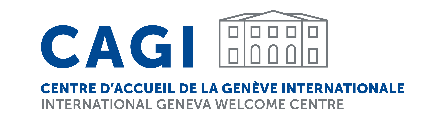 CAGI
CENTRE D'ACCUEIL DE LA GENÈVE INTERNATIONALE
INTERNATIONAL GENEVA WELCOME CENTRE